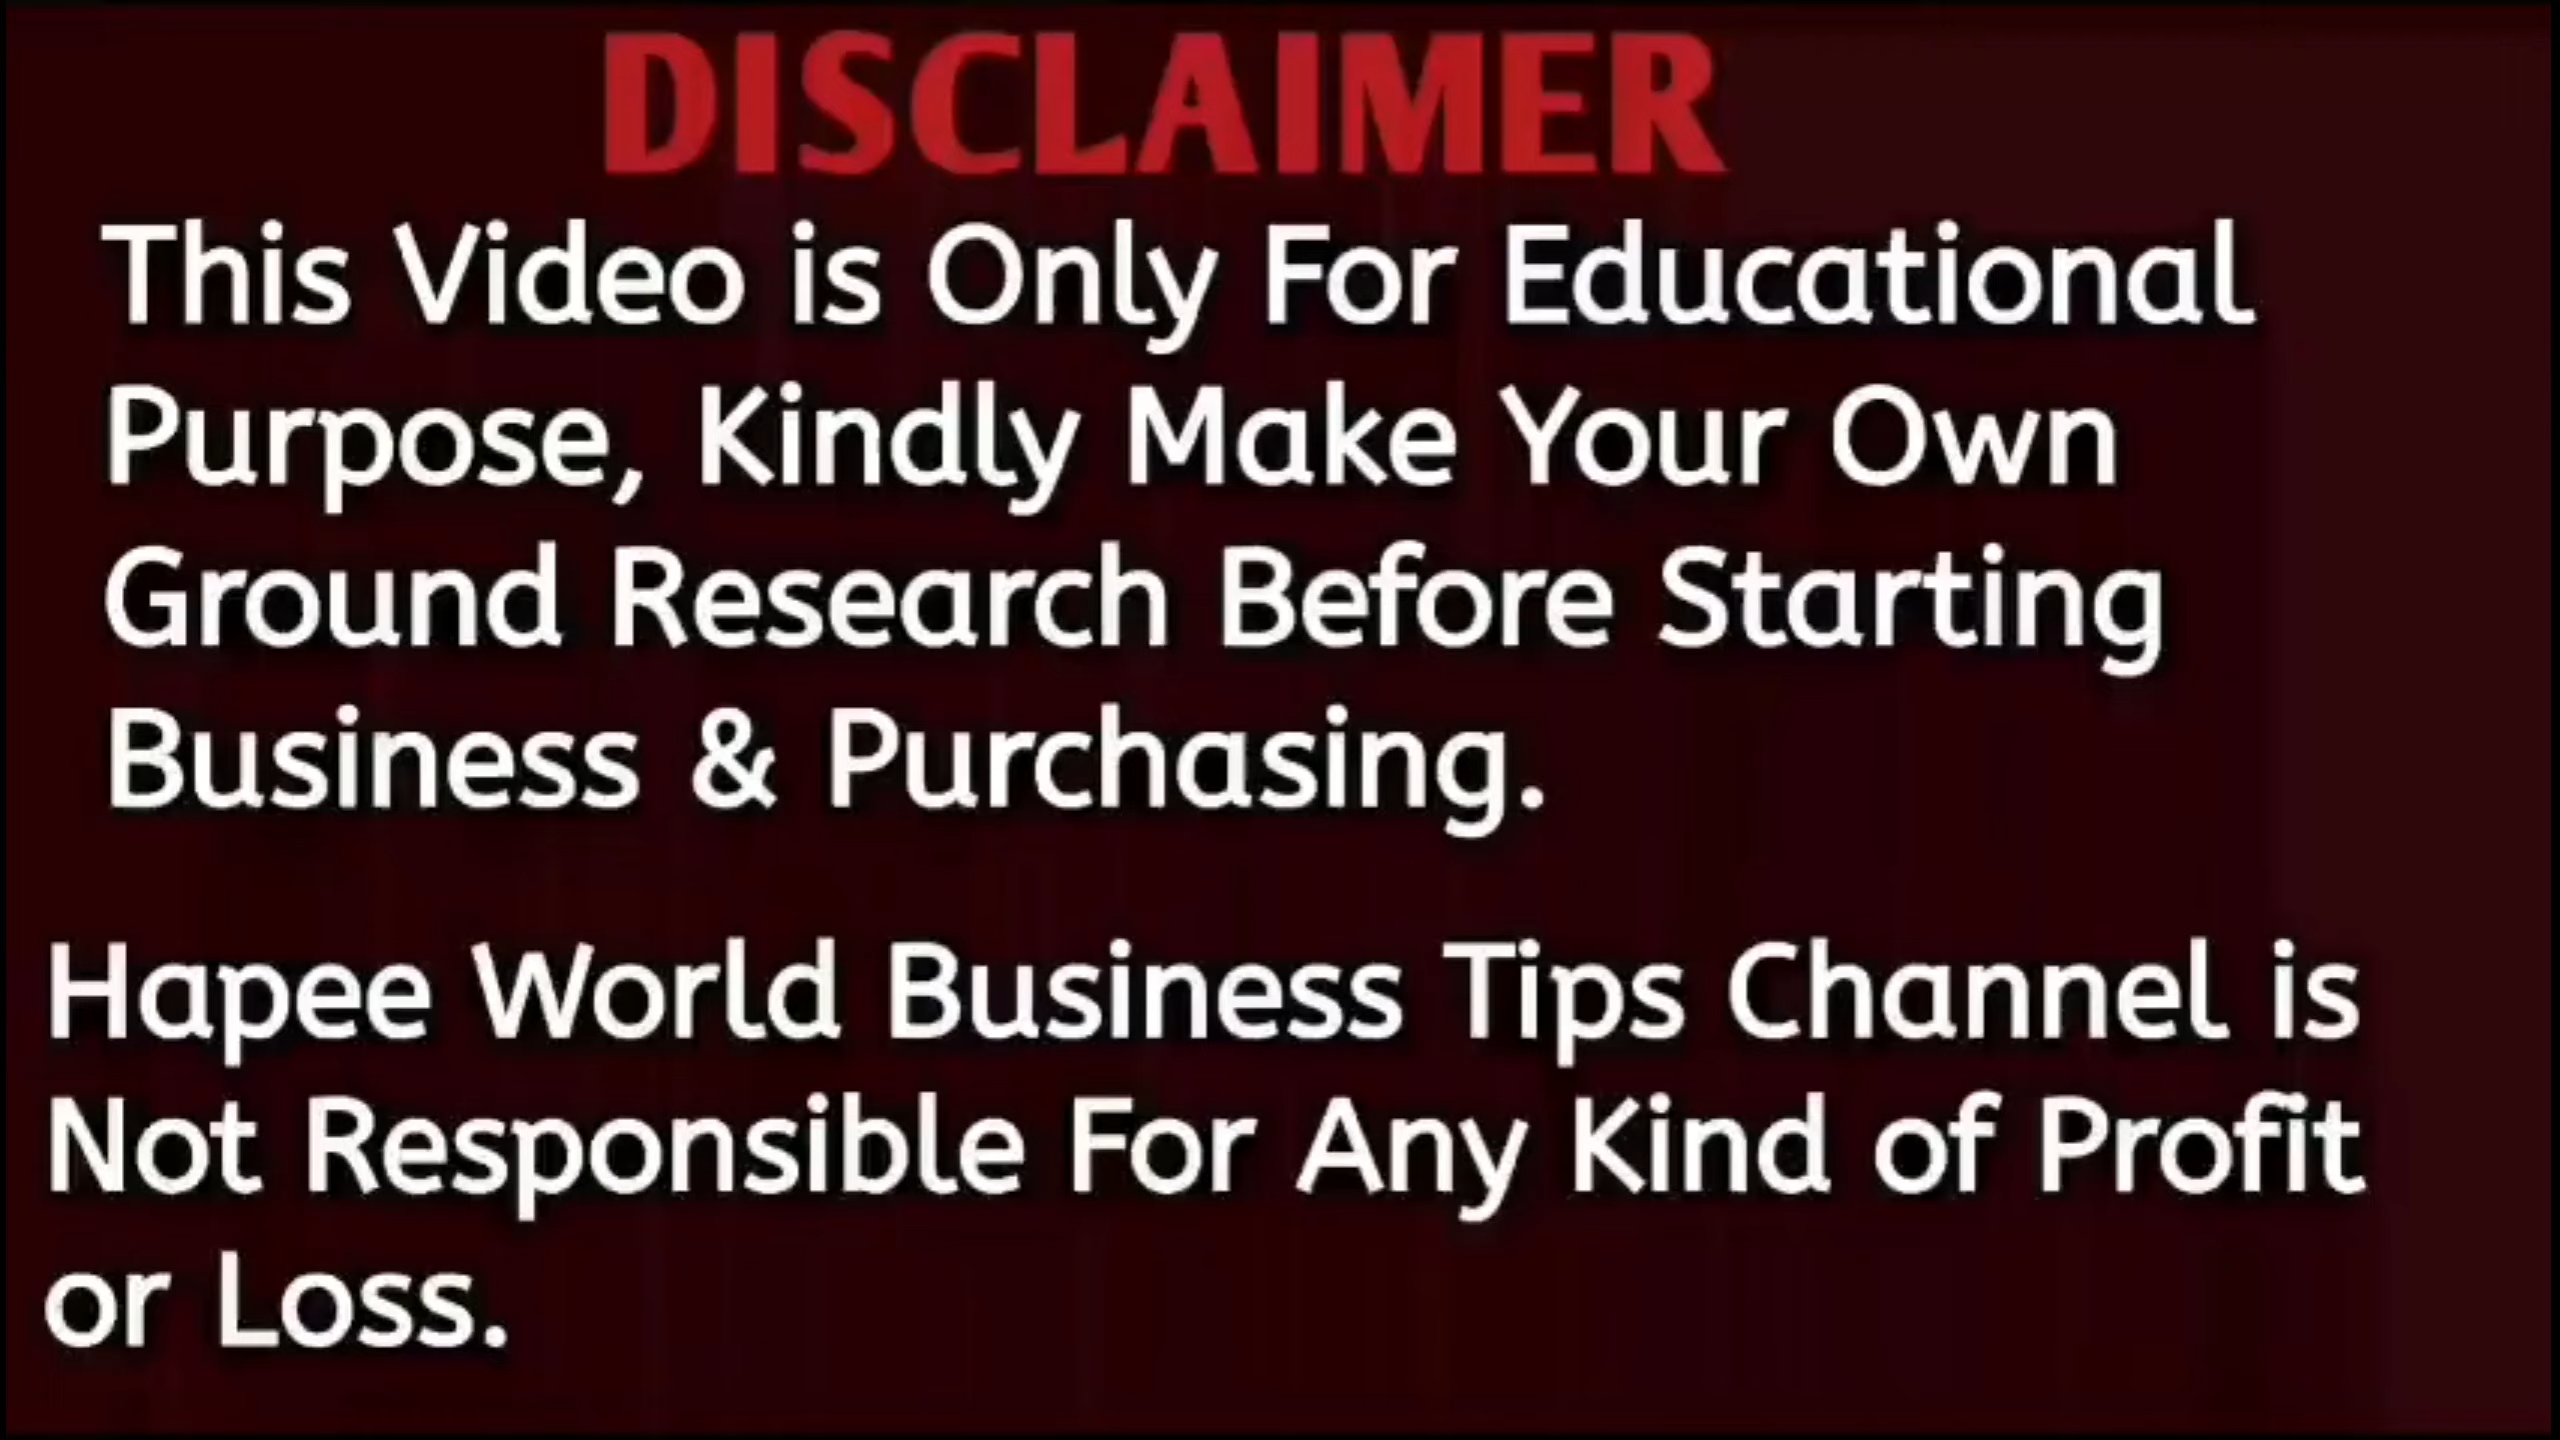 DISCLAIMER
This Video is Only For Educational
Purpose, Kindly Make Your Own
Ground Research Before Starting
Business & Purchasing.
Hapee World Business Tips Channel is
Not Responsible For Any Kind of Profit
or Loss.